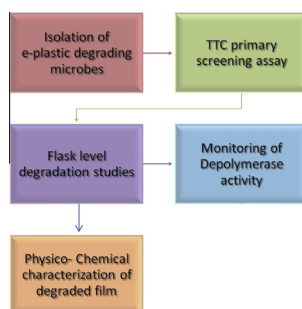 Isolation of
e-plastic degrading
microbes
TTC primary
screening assay
Flask level
degradation studies
Monitoring of
Depolymerase
activity
Physico- Chemical
characterization of
degraded film